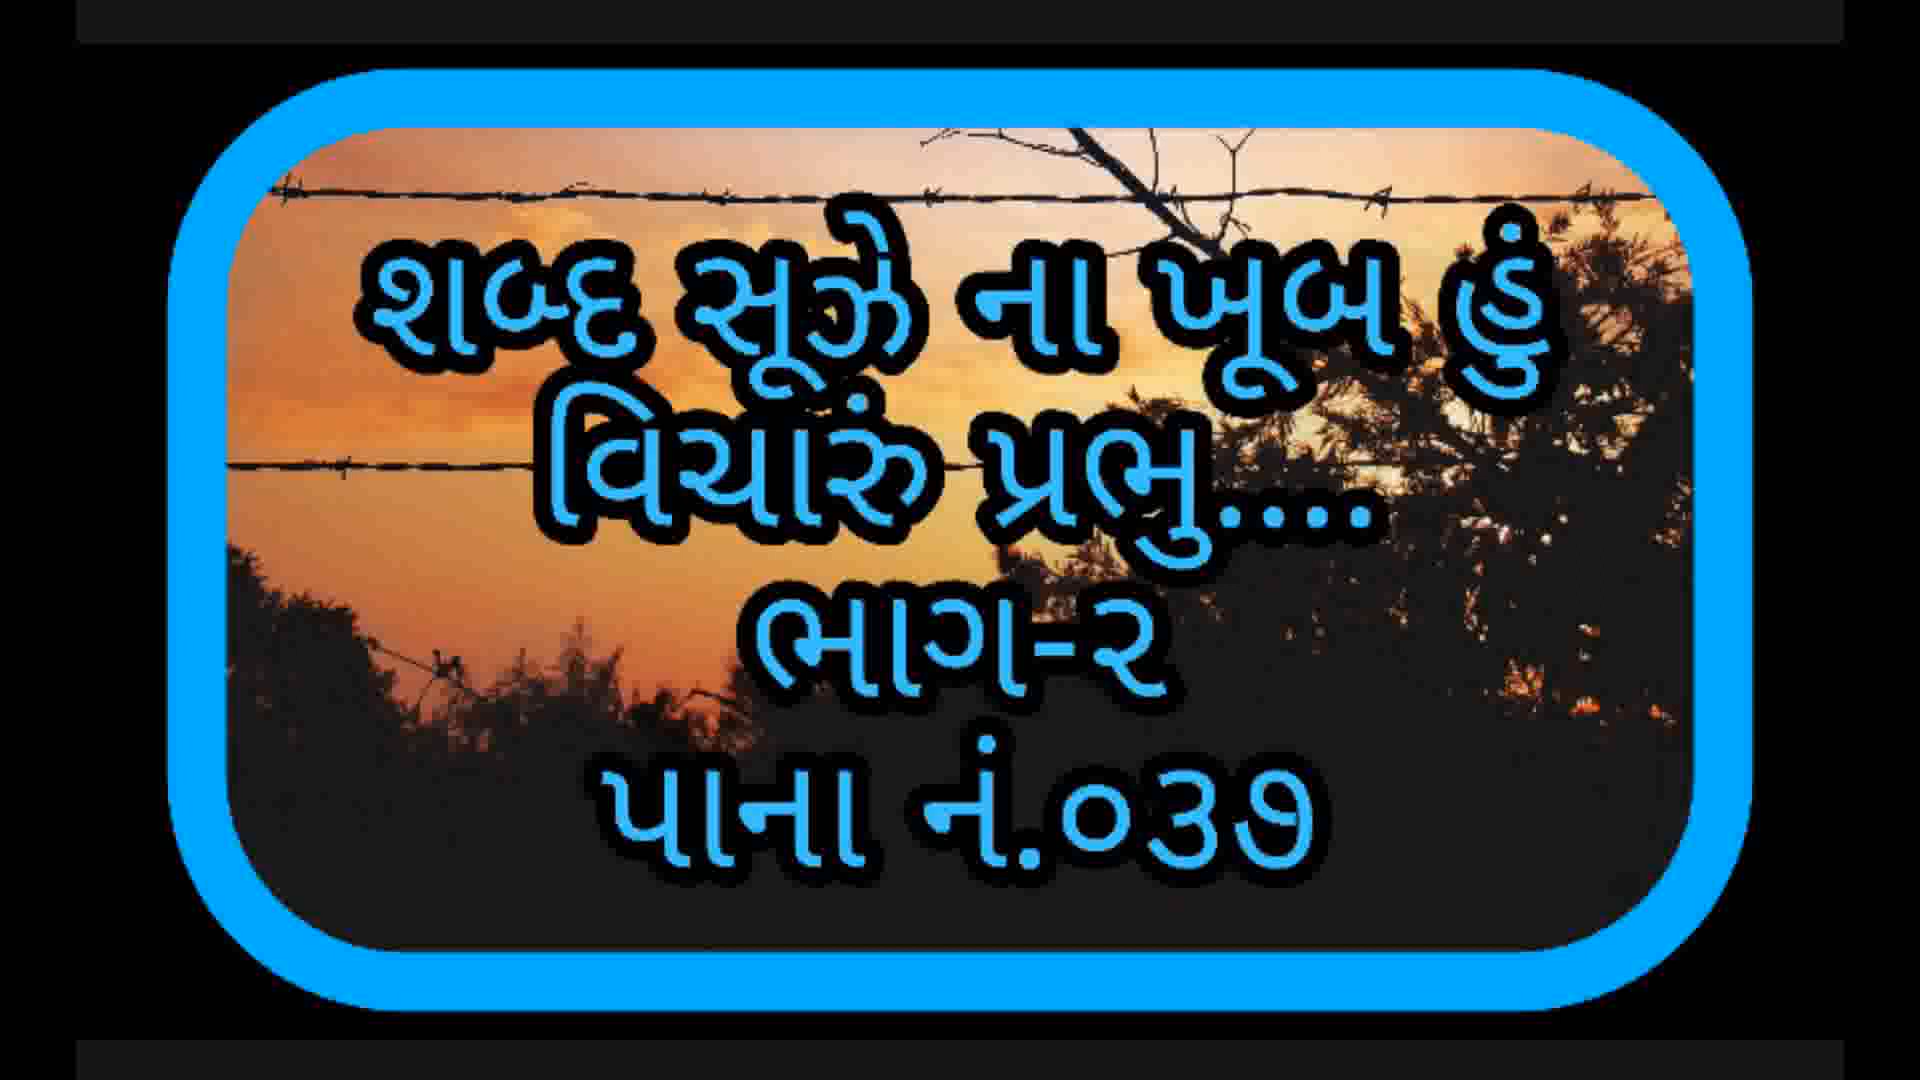 શબ્દ સૂઝે ના ખૂબ હું
વિચારું પ્રભુ....
ભાગ-૨
પાના નં.૦૩૭